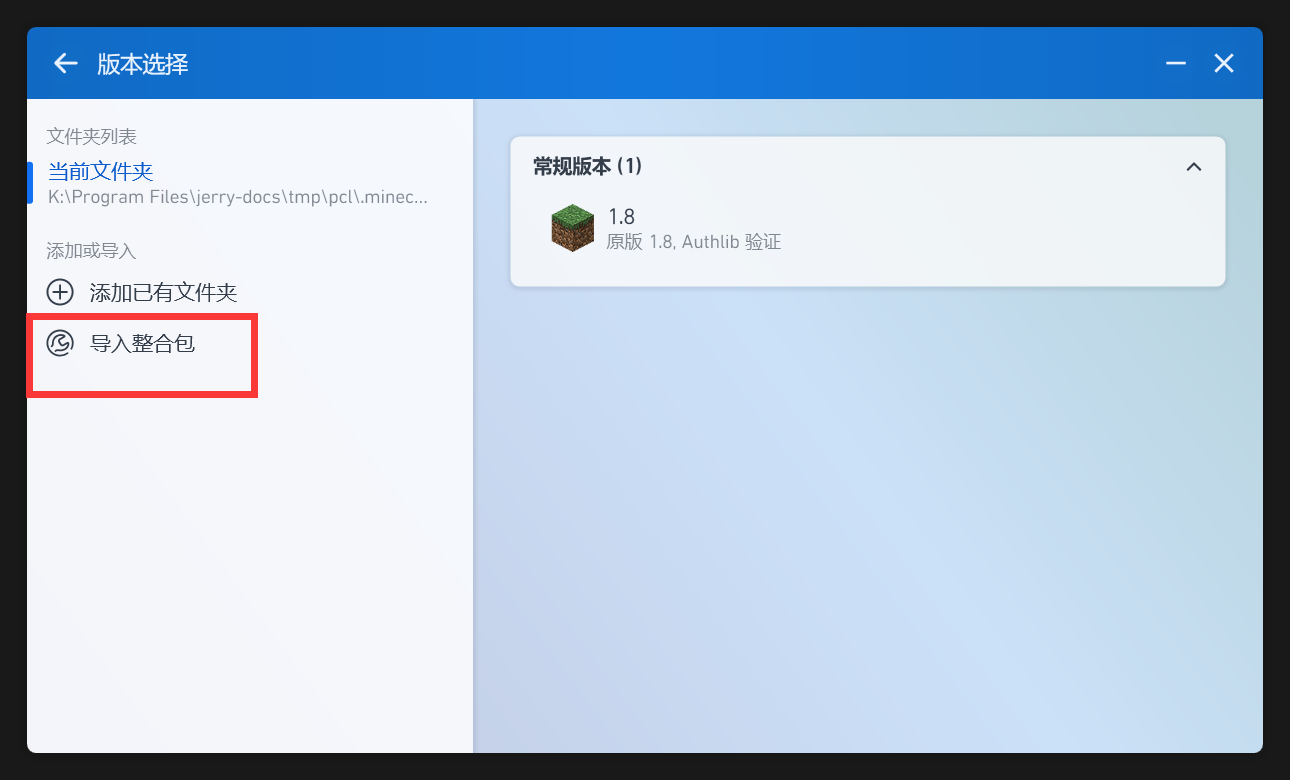 版本选择
文件夹列表
当前文件夹
K:\Program Files\jerry-docs\tmp\pcl\.minec...
添加或导入
添加已有文件夹
导入整合包
常规版本 (1)
1.8
原版 1.8, Authlib 验证